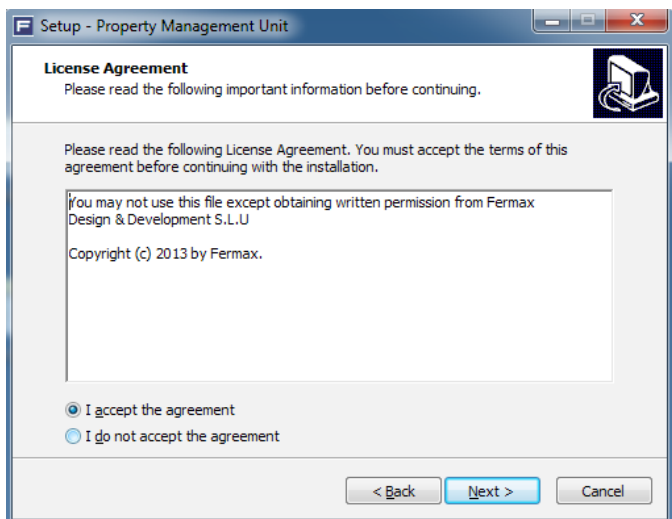 Setup - Property Management Unit
License Agreement
Please read the following important information before continuing.
Please read the following License Agreement. You must accept the terms of this
agreement before continuing with the installation.
You may not use this file except obtaining written permission from Fermax
Design & Development S.L.U
Copyright (c) 2013 by Fermax.
I accept the agreement
I do not accept the agreement
< Back
Next >
Cancel